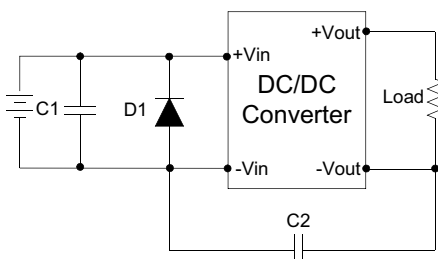 +Vin
+Vout
DC/DC
Converter
C1
D1
Load
-Vin
-Vout
C2